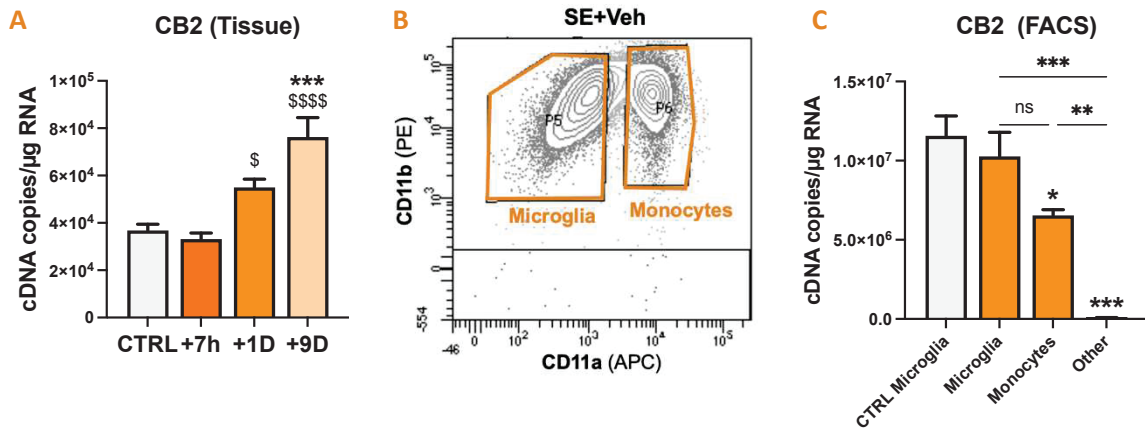 A
CB2 (Tissue)
cDNA copies/µg RNA
1×10⁵
8×10⁴
6×10⁴
4×10⁴
2×10⁴
0
***
$$$$
$
CTRL +7h +1D +9D
B
SE+Veh
CD11b (PE)
10⁵
10⁴
10³
0
-554
P5
P6
Microglia
Monocytes
-46 0 10² 10³ 10⁴ 10⁵
CD11a (APC)
C
CB2 (FACS)
cDNA copies/µg RNA
1.5×10⁷
1.0×10⁷
5.0×10⁶
0.0
***
ns
**
*
***
CTRL Microglia
Microglia
Monocytes
Other